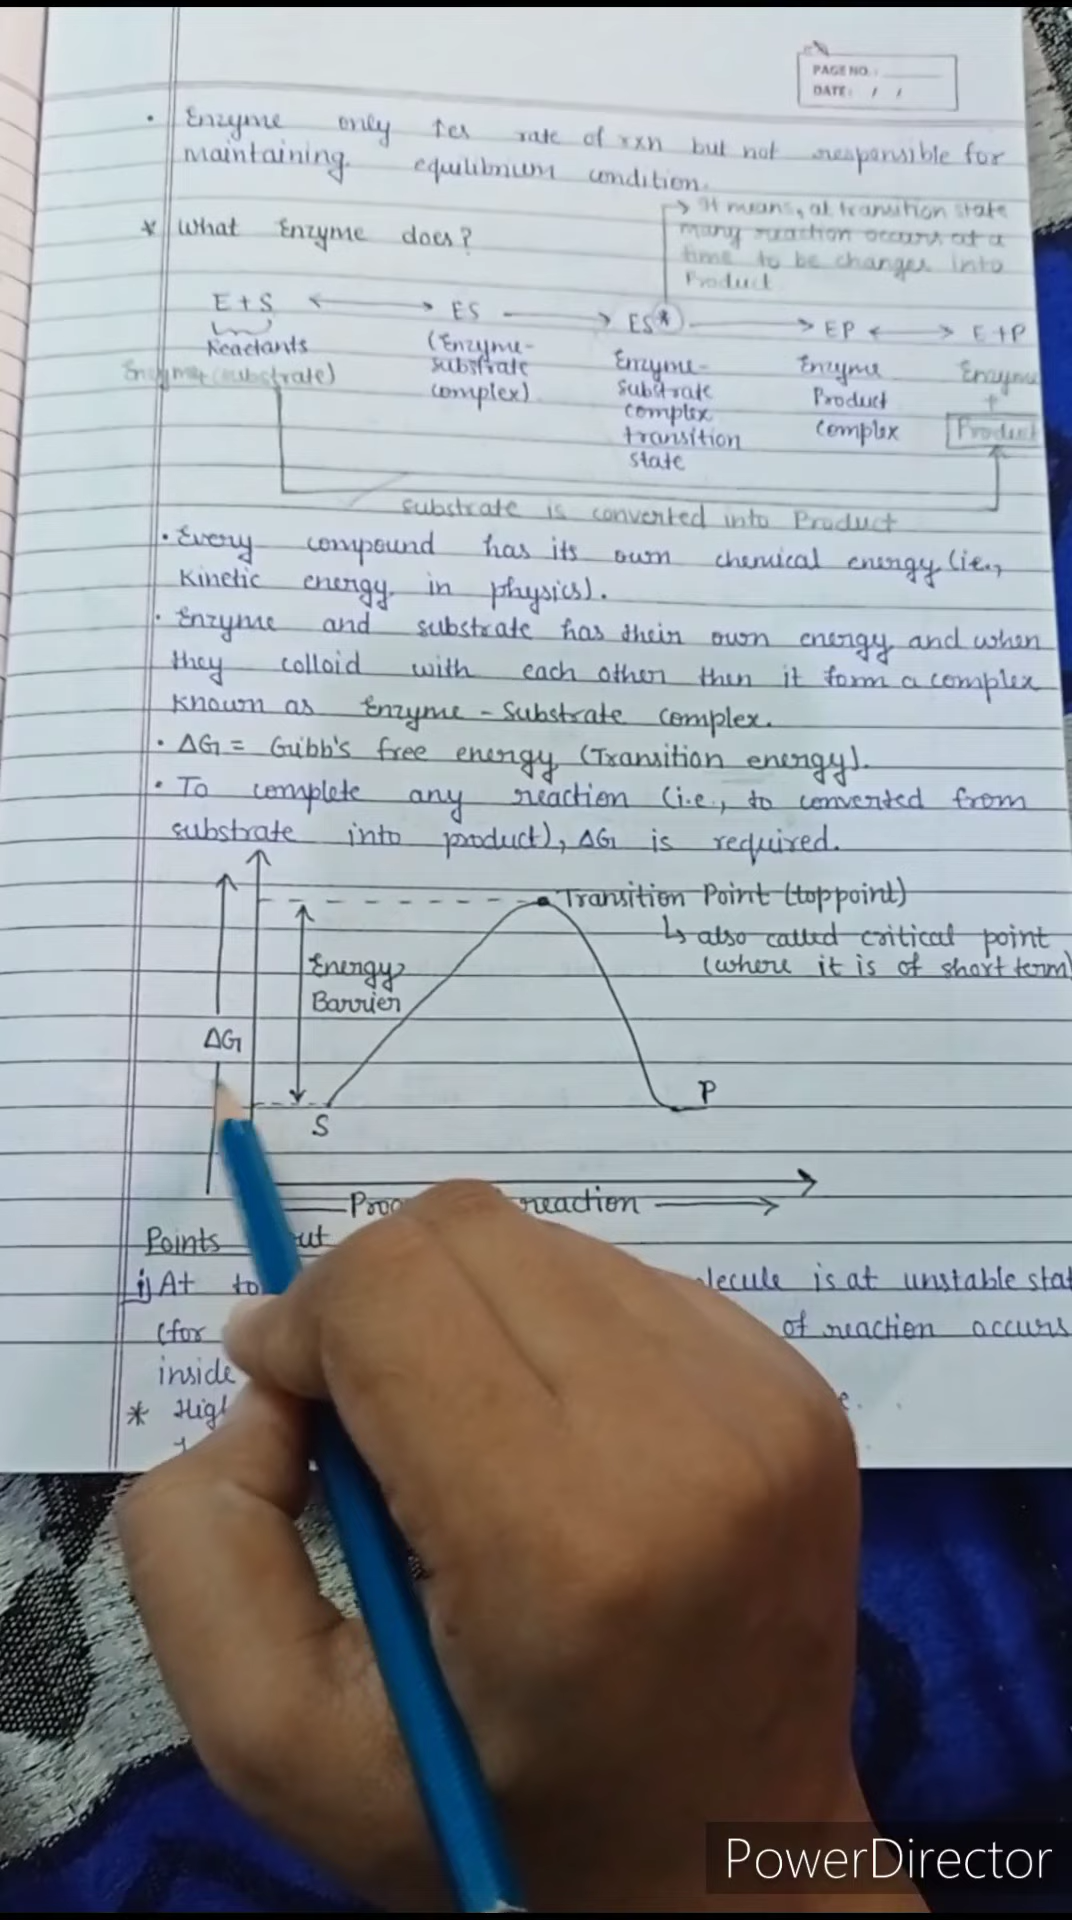 PAGE NO.:
DATE: / /
• Enzyme only ↑es rate of rxn but not responsible for
maintaining equilibrium condition.
→ It means, at transition state
many reaction occurs at a
time to be changes into
Product
* What Enzyme does?
E+S ⟷ ES → ES* → EP ⟷ E+P
Reactants
Enzyme+(substrate)
(Enzyme-
substrate
complex)
Enzyme-
substrate
complex
transition
state
Enzyme
Product
complex
Enzyme
+
Product
substrate is converted into Product
• Every compound has its own chemical energy (i.e.,
kinetic energy in physics).
• Enzyme and substrate has their own energy and when
they colloid with each other then it form a complex
known as Enzyme-Substrate complex.
• ΔG = Gibb's free energy (Transition energy).
• To complete any reaction (i.e., to converted from
substrate into product), ΔG is required.
Transition Point (top point)
↳ also called critical point
(where it is of short term)
Energy
Barrier
ΔG
S
P
reaction →
Points
i) At to
is at unstable
(for of reaction occurs
inside
*
PowerDirector